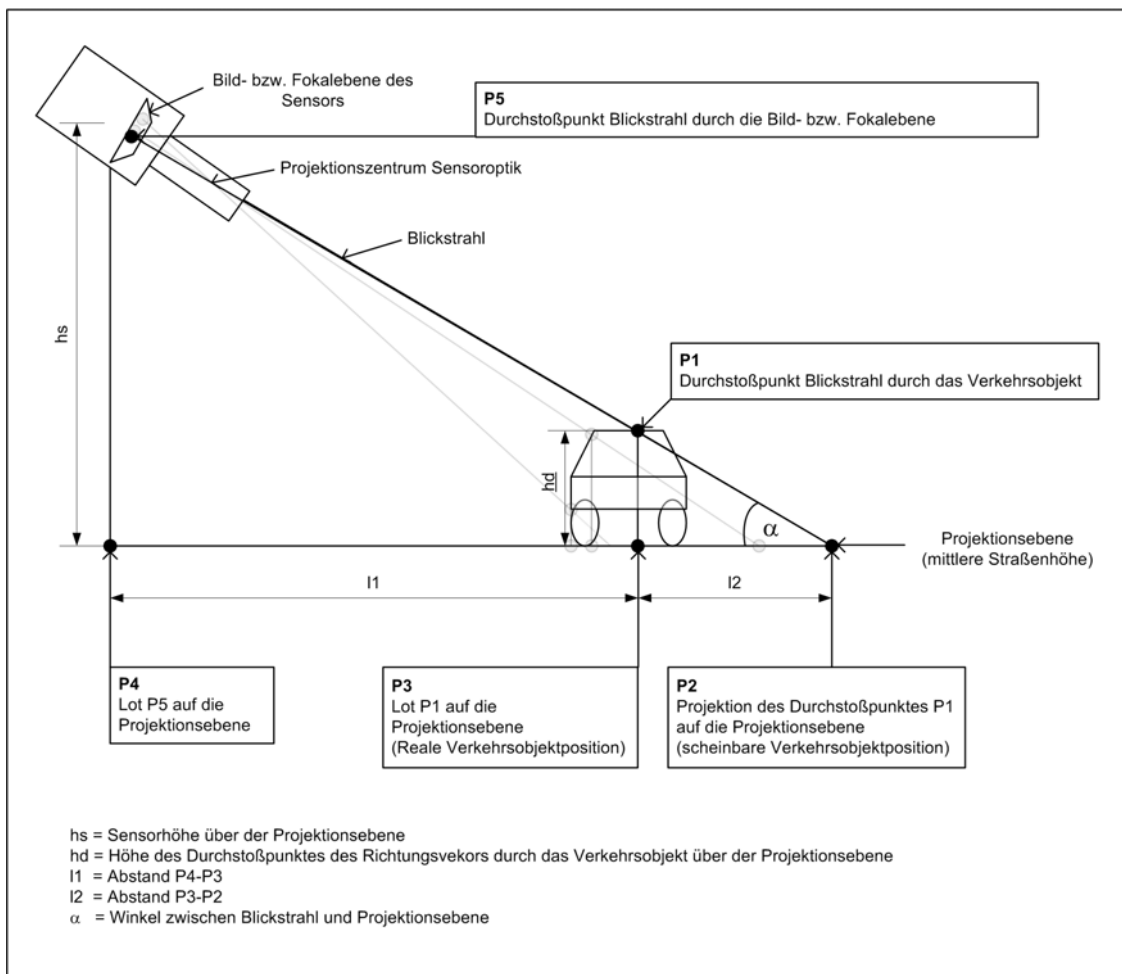 Bild- bzw. Fokalebene des
Sensors
P5
Durchstoßpunkt Blickstrahl durch die Bild- bzw. Fokalebene
Projektionszentrum Sensoroptik
Blickstrahl
hs
P1
Durchstoßpunkt Blickstrahl durch das Verkehrsobjekt
hd
α
Projektionsebene
(mittlere Straßenhöhe)
l1
l2
P4
Lot P5 auf die
Projektionsebene
P3
Lot P1 auf die
Projektionsebene
(Reale Verkehrsobjektposition)
P2
Projektion des Durchstoßpunktes P1
auf die Projektionsebene
(scheinbare Verkehrsobjektposition)
hs = Sensorhöhe über der Projektionsebene
hd = Höhe des Durchstoßpunktes des Richtungsvekors durch das Verkehrsobjekt über der Projektionsebene
l1 = Abstand P4-P3
l2 = Abstand P3-P2
α = Winkel zwischen Blickstrahl und Projektionsebene